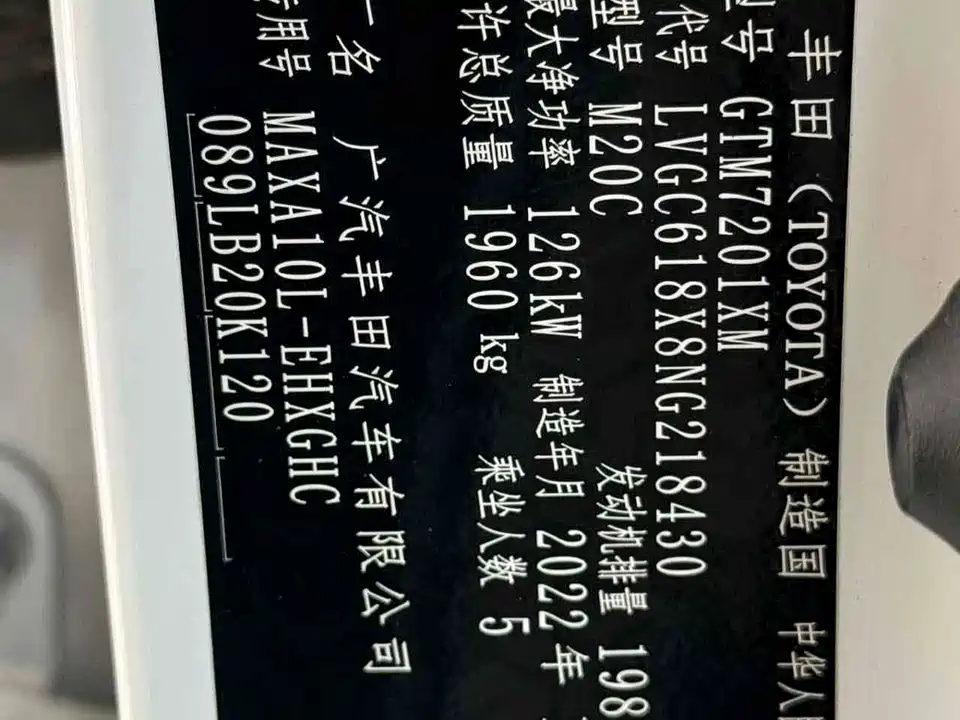 丰田 (TOYOTA) 制造国 中华人
型号 GTM7201XM
代号 LVGC618X8NG218430
型号 M20C 发动机排量 198
最大净功率 126kW 制造年月 2022年
许总质量 1960 kg 乘坐人数 5
名 广汽丰田汽车有限公司
专用号 MAXA10L-EHXGHC
089LB20K120